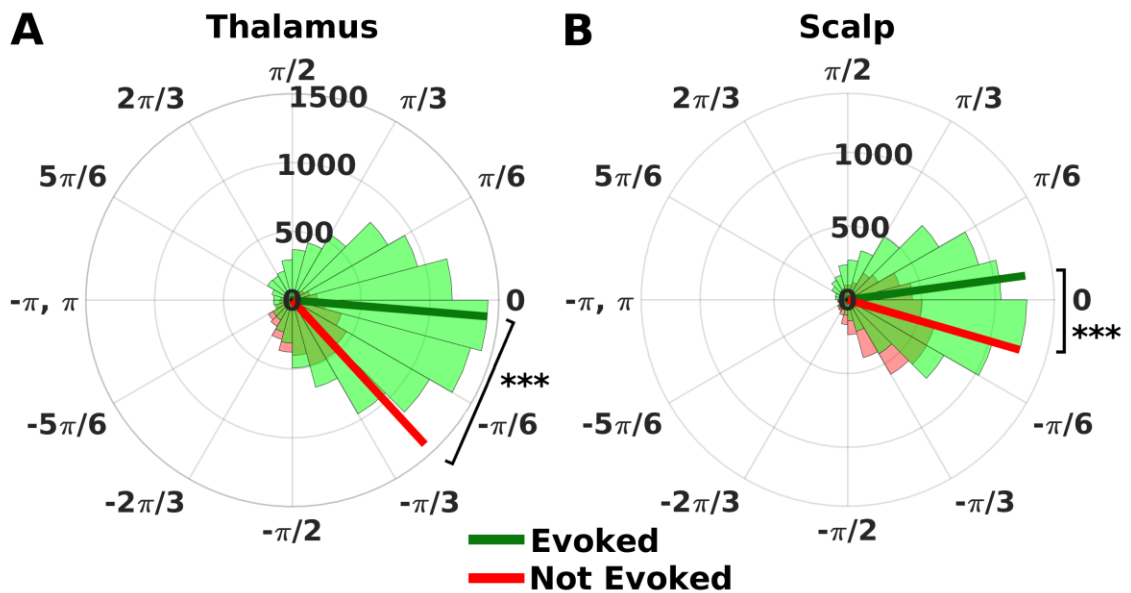 A
Thalamus
π/2
1500
2π/3
π/3
1000
5π/6
π/6
500
-π, π
0
0
***
-5π/6
-π/6
-2π/3
-π/3
-π/2
B
Scalp
π/2
2π/3
π/3
1000
5π/6
π/6
500
-π, π
0
0
***
-5π/6
-π/6
-2π/3
-π/3
-π/2
Evoked
Not Evoked